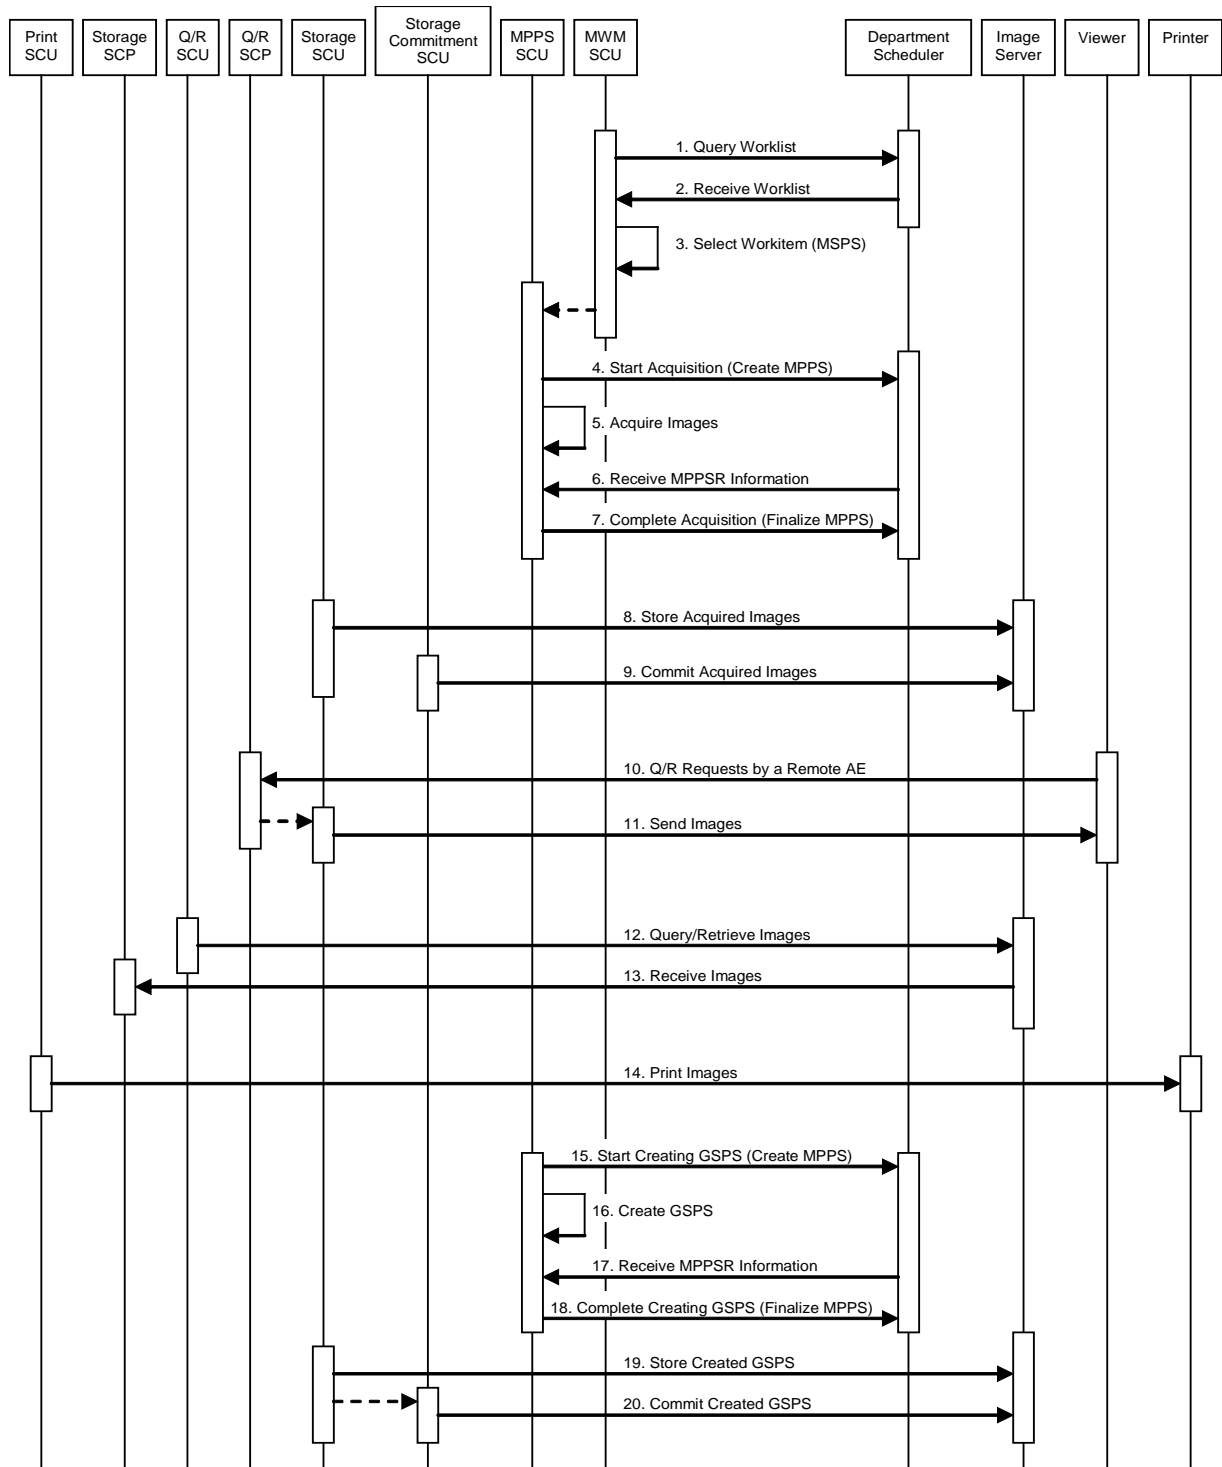 Print
SCU
Storage
SCP
Q/R
SCU
Q/R
SCP
Storage
SCU
Storage
Commitment
SCU
MPPS
SCU
MWM
SCU
Department
Scheduler
Image
Server
Viewer
Printer
1. Query Worklist
2. Receive Worklist
3. Select Workitem (MSPS)
4. Start Acquisition (Create MPPS)
5. Acquire Images
6. Receive MPPSR Information
7. Complete Acquisition (Finalize MPPS)
8. Store Acquired Images
9. Commit Acquired Images
10. Q/R Requests by a Remote AE
11. Send Images
12. Query/Retrieve Images
13. Receive Images
14. Print Images
15. Start Creating GSPS (Create MPPS)
16. Create GSPS
17. Receive MPPSR Information
18. Complete Creating GSPS (Finalize MPPS)
19. Store Created GSPS
20. Commit Created GSPS